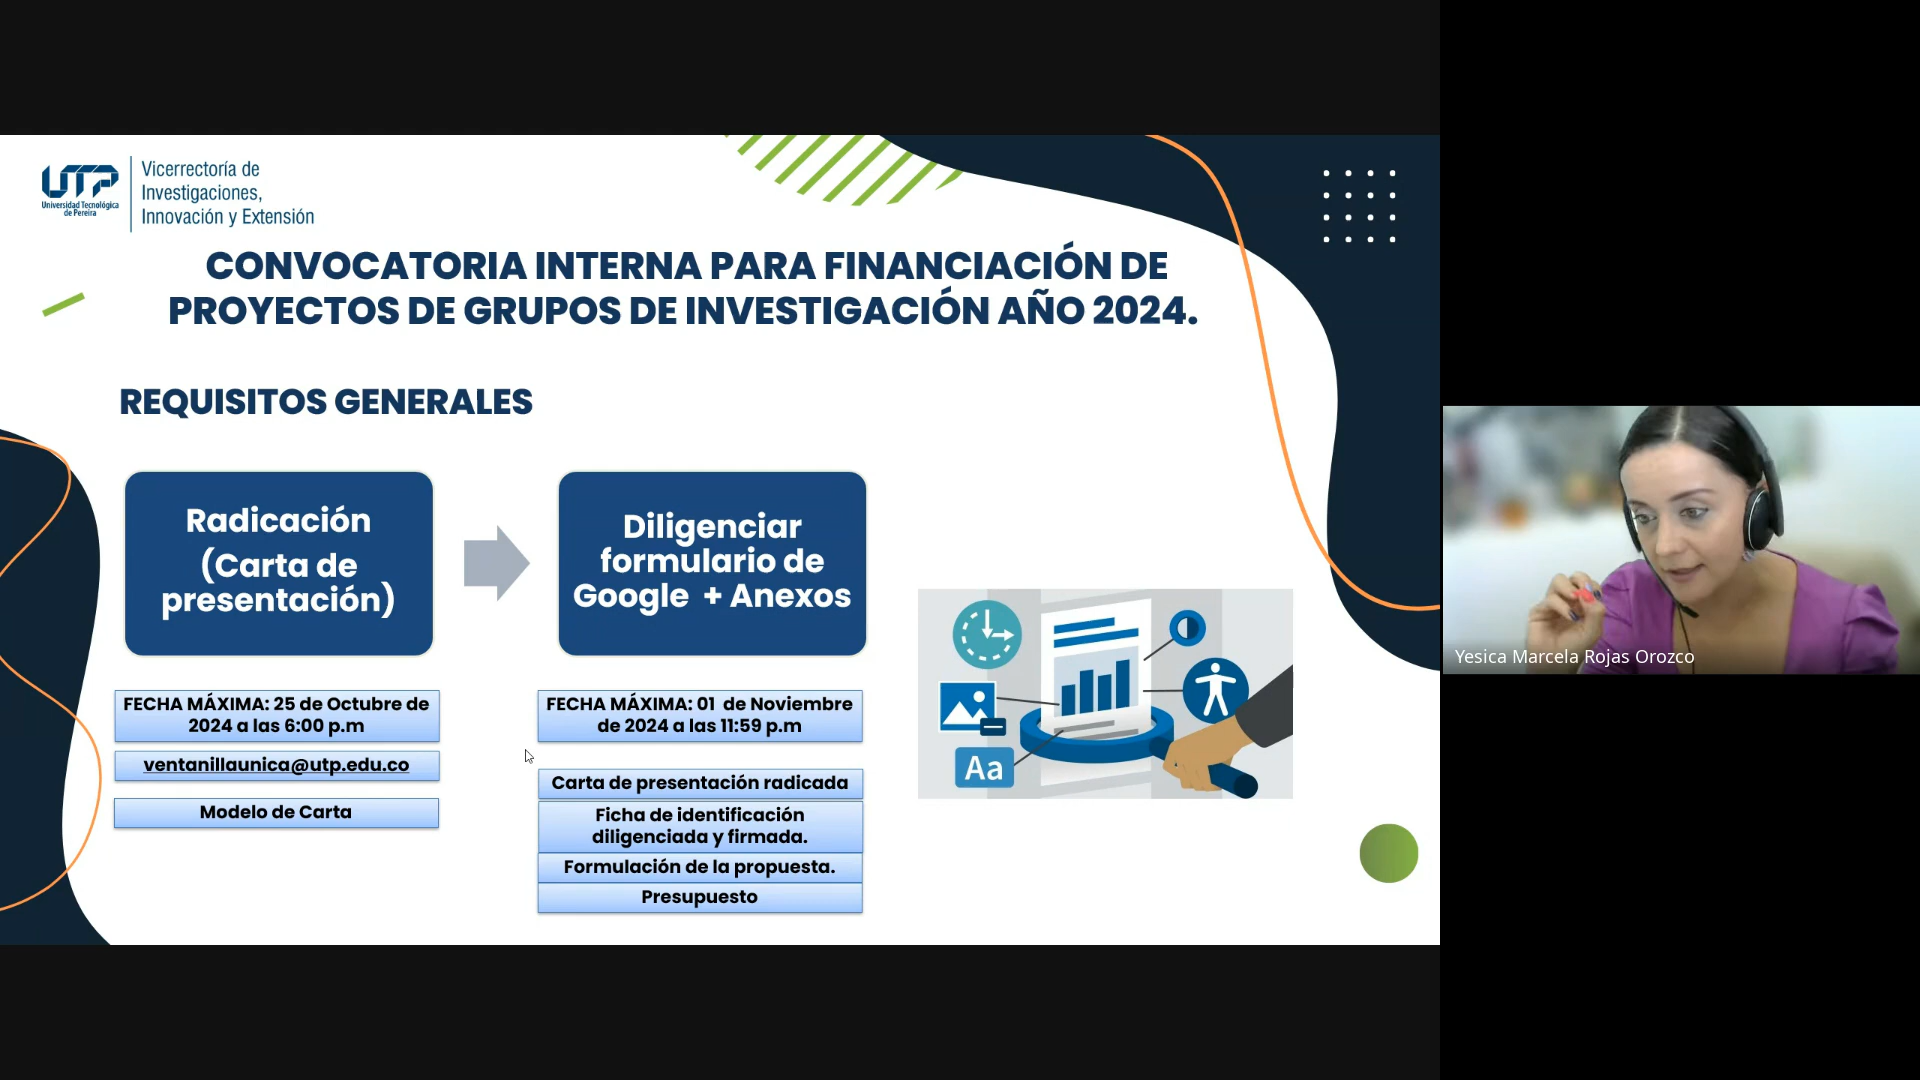 UTP
Universidad Tecnológica
de Pereira
Vicerrectoría de
Investigaciones,
Innovación y Extensión
CONVOCATORIA INTERNA PARA FINANCIACIÓN DE
PROYECTOS DE GRUPOS DE INVESTIGACIÓN AÑO 2024.
REQUISITOS GENERALES
Radicación
(Carta de
presentación)
FECHA MÁXIMA: 25 de Octubre de
2024 a las 6:00 p.m
ventanillaunica@utp.edu.co
Modelo de Carta
Diligenciar
formulario de
Google + Anexos
FECHA MÁXIMA: 01 de Noviembre
de 2024 a las 11:59 p.m
Carta de presentación radicada
Ficha de identificación
diligenciada y firmada.
Formulación de la propuesta.
Presupuesto
Aa
Yesica Marcela Rojas Orozco